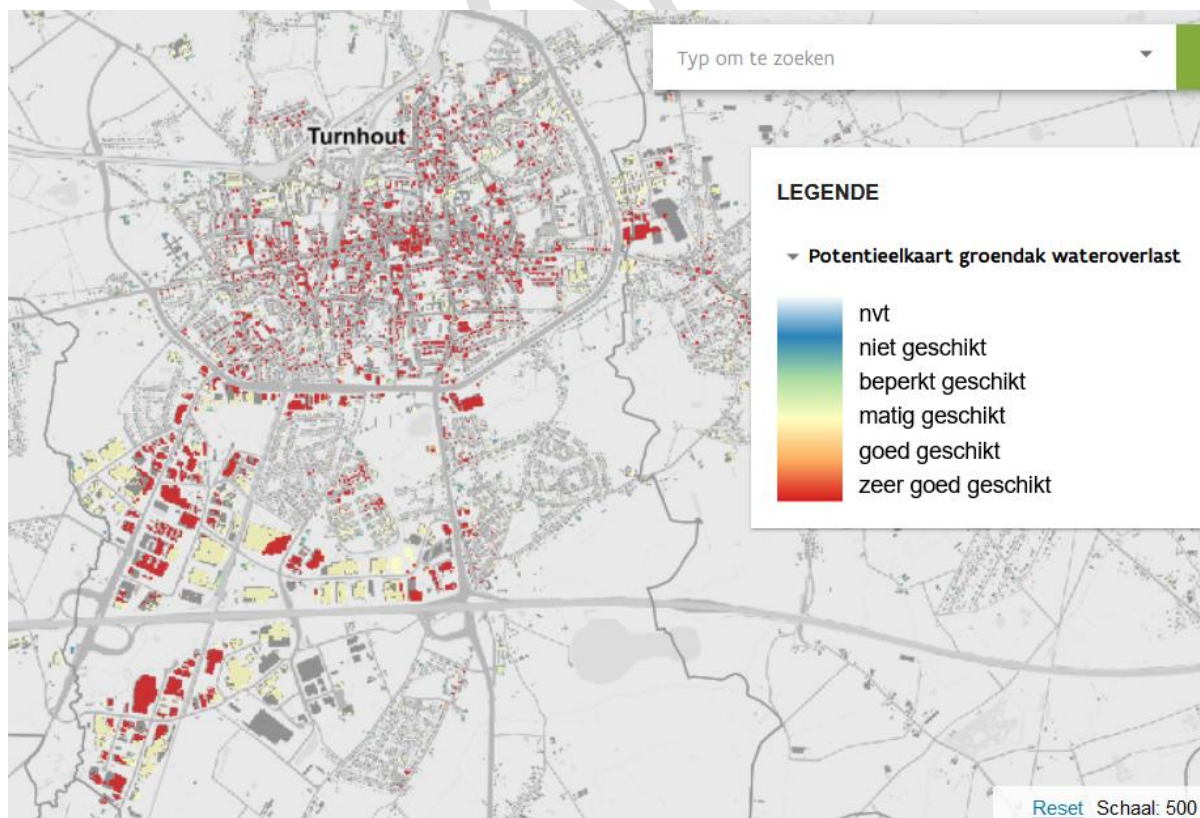 Typ om te zoeken
Turnhout
LEGENDE
Potentieelkaart groendak wateroverlast
nvt
niet geschikt
beperkt geschikt
matig geschikt
goed geschikt
zeer goed geschikt
Reset Schaal: 500